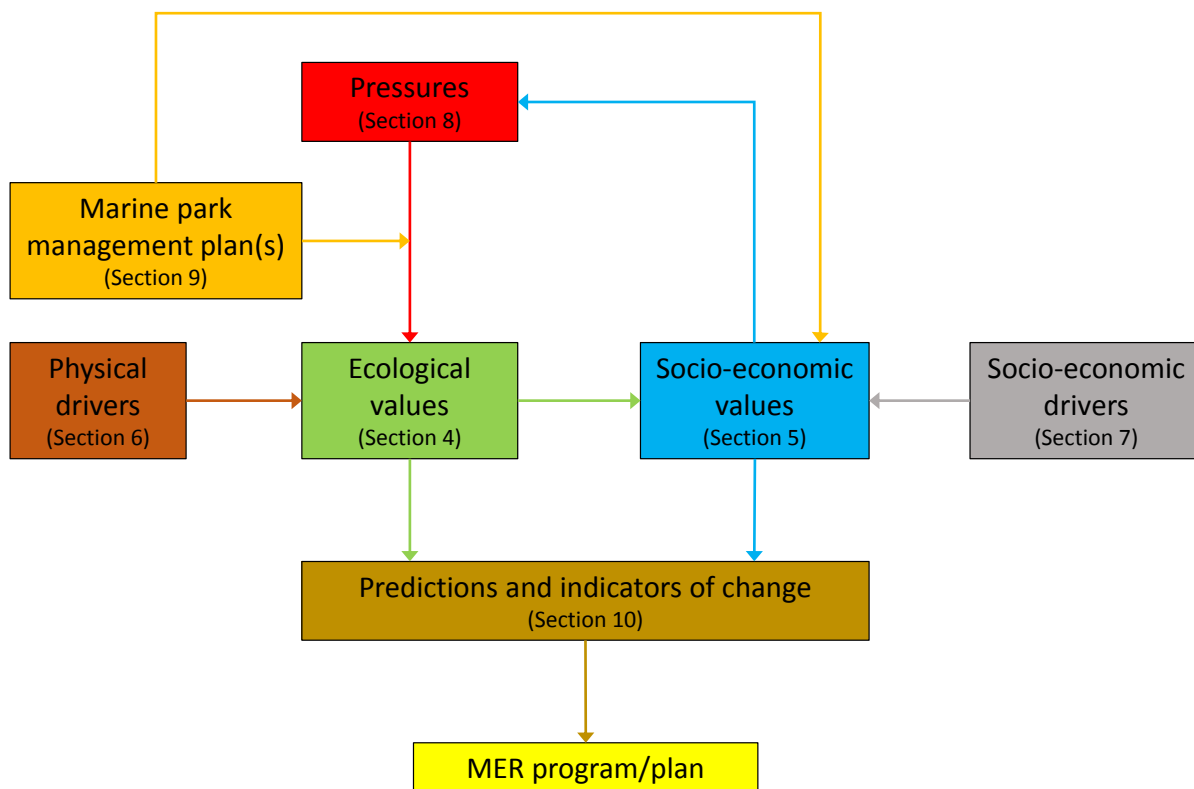 Pressures
(Section 8)
Marine park
management plan(s)
(Section 9)
Physical
drivers
(Section 6)
Ecological
values
(Section 4)
Socio-economic
values
(Section 5)
Socio-economic
drivers
(Section 7)
Predictions and indicators of change
(Section 10)
MER program/plan